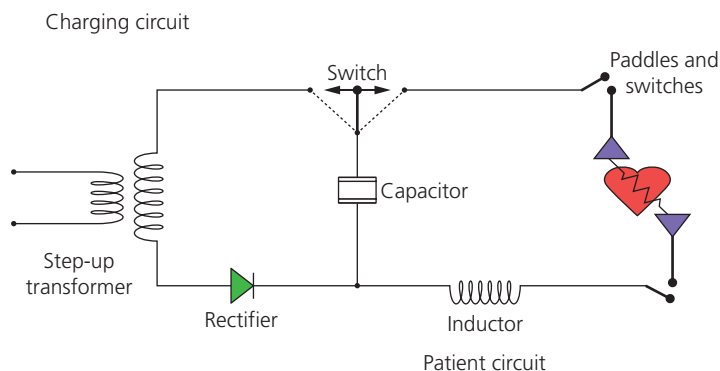 Charging circuit
Switch
Paddles and
switches
Capacitor
Step-up
transformer
Rectifier
Inductor
Patient circuit